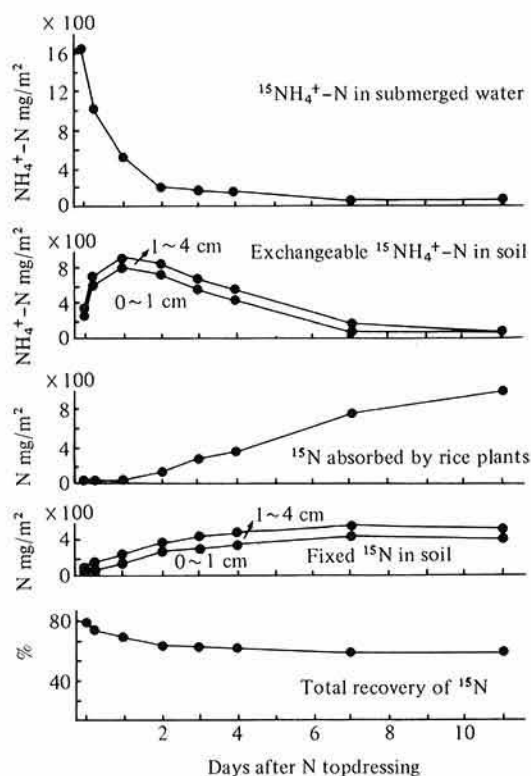 × 100
16
12
8
4
0
NH₄⁺–N mg/m²
¹⁵NH₄⁺–N in submerged water
× 100
8
4
0
NH₄⁺–N mg/m²
1 ~ 4 cm
0 ~ 1 cm
Exchangeable ¹⁵NH₄⁺–N in soil
× 100
8
4
0
N mg/m²
¹⁵N absorbed by rice plants
× 100
4
0
N mg/m²
1 ~ 4 cm
0 ~ 1 cm
Fixed ¹⁵N in soil
80
40
%
Total recovery of ¹⁵N
0 2 4 6 8 10
Days after N topdressing